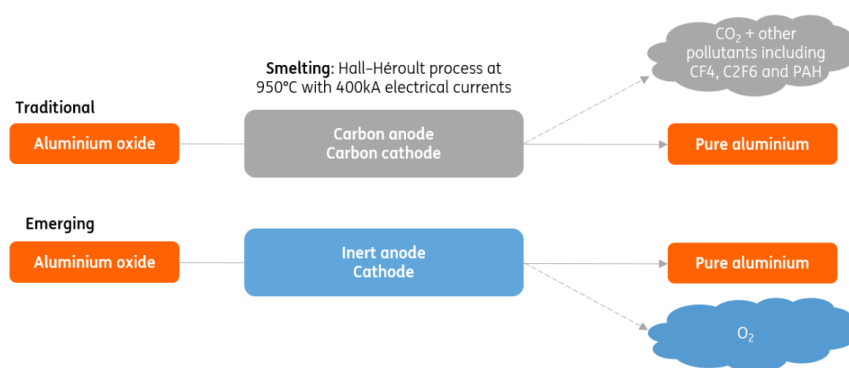 CO₂ + other
pollutants including
CF4, C2F6 and PAH
Smelting: Hall–Héroult process at
950°C with 400kA electrical currents
Traditional
Aluminium oxide
Carbon anode
Carbon cathode
Pure aluminium
Emerging
Aluminium oxide
Inert anode
Cathode
Pure aluminium
O₂